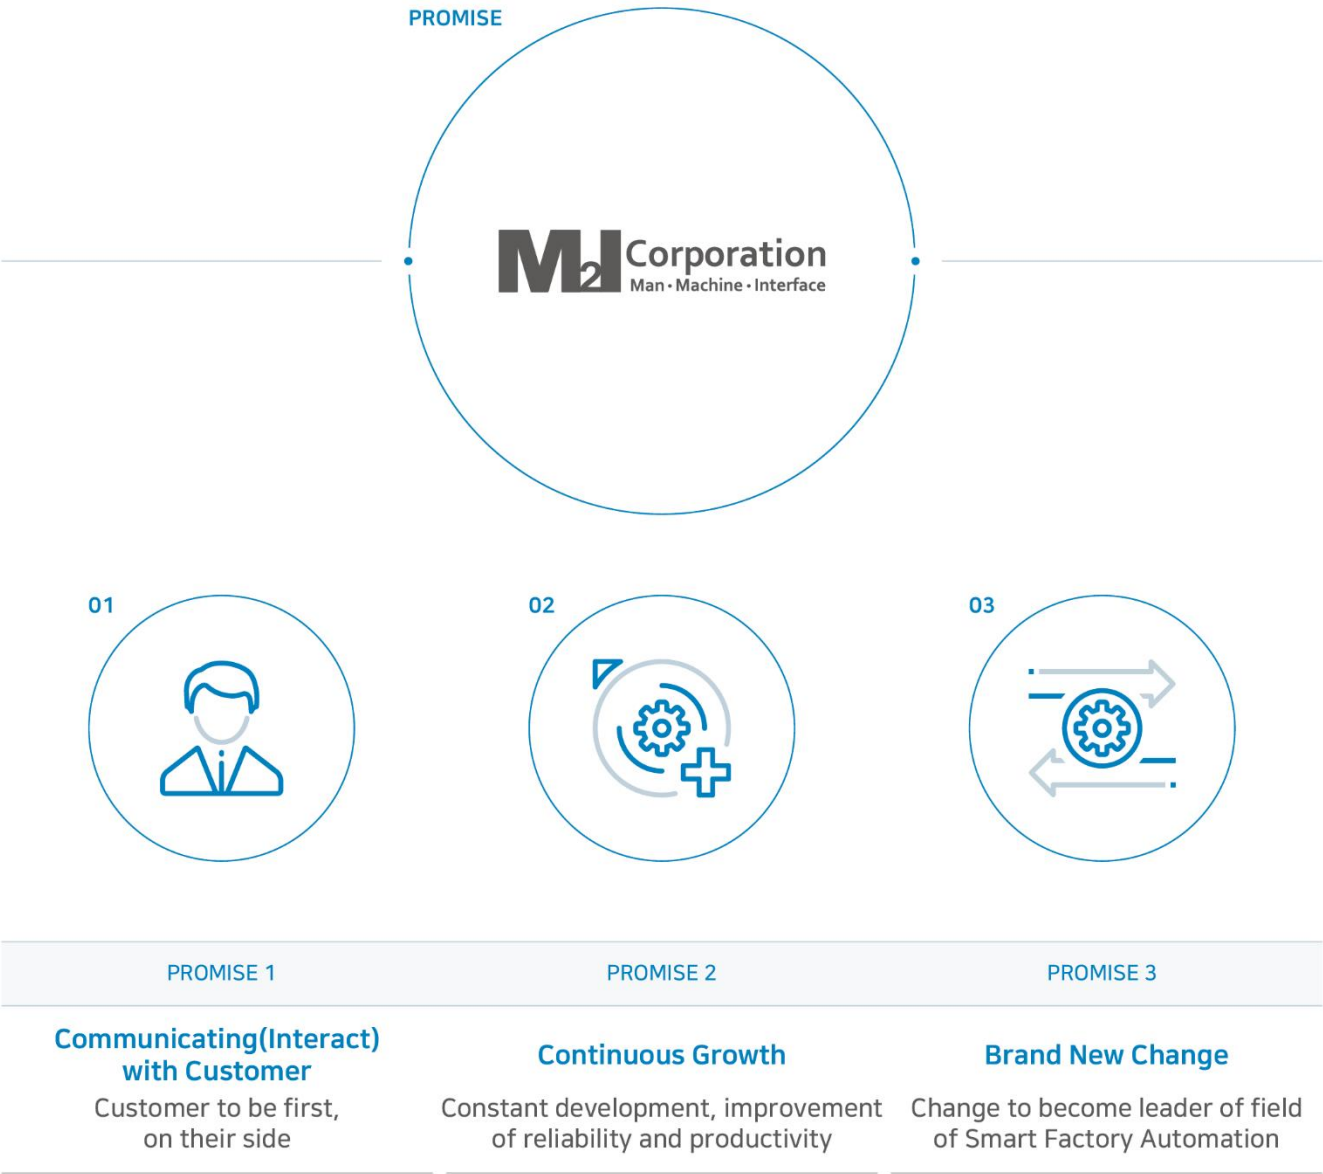 PROMISE
M2I Corporation
Man·Machine·Interface
01
02
03
PROMISE 1
PROMISE 2
PROMISE 3
Communicating(Interact)
with Customer
Customer to be first,
on their side
Continuous Growth
Constant development, improvement
of reliability and productivity
Brand New Change
Change to become leader of field
of Smart Factory Automation